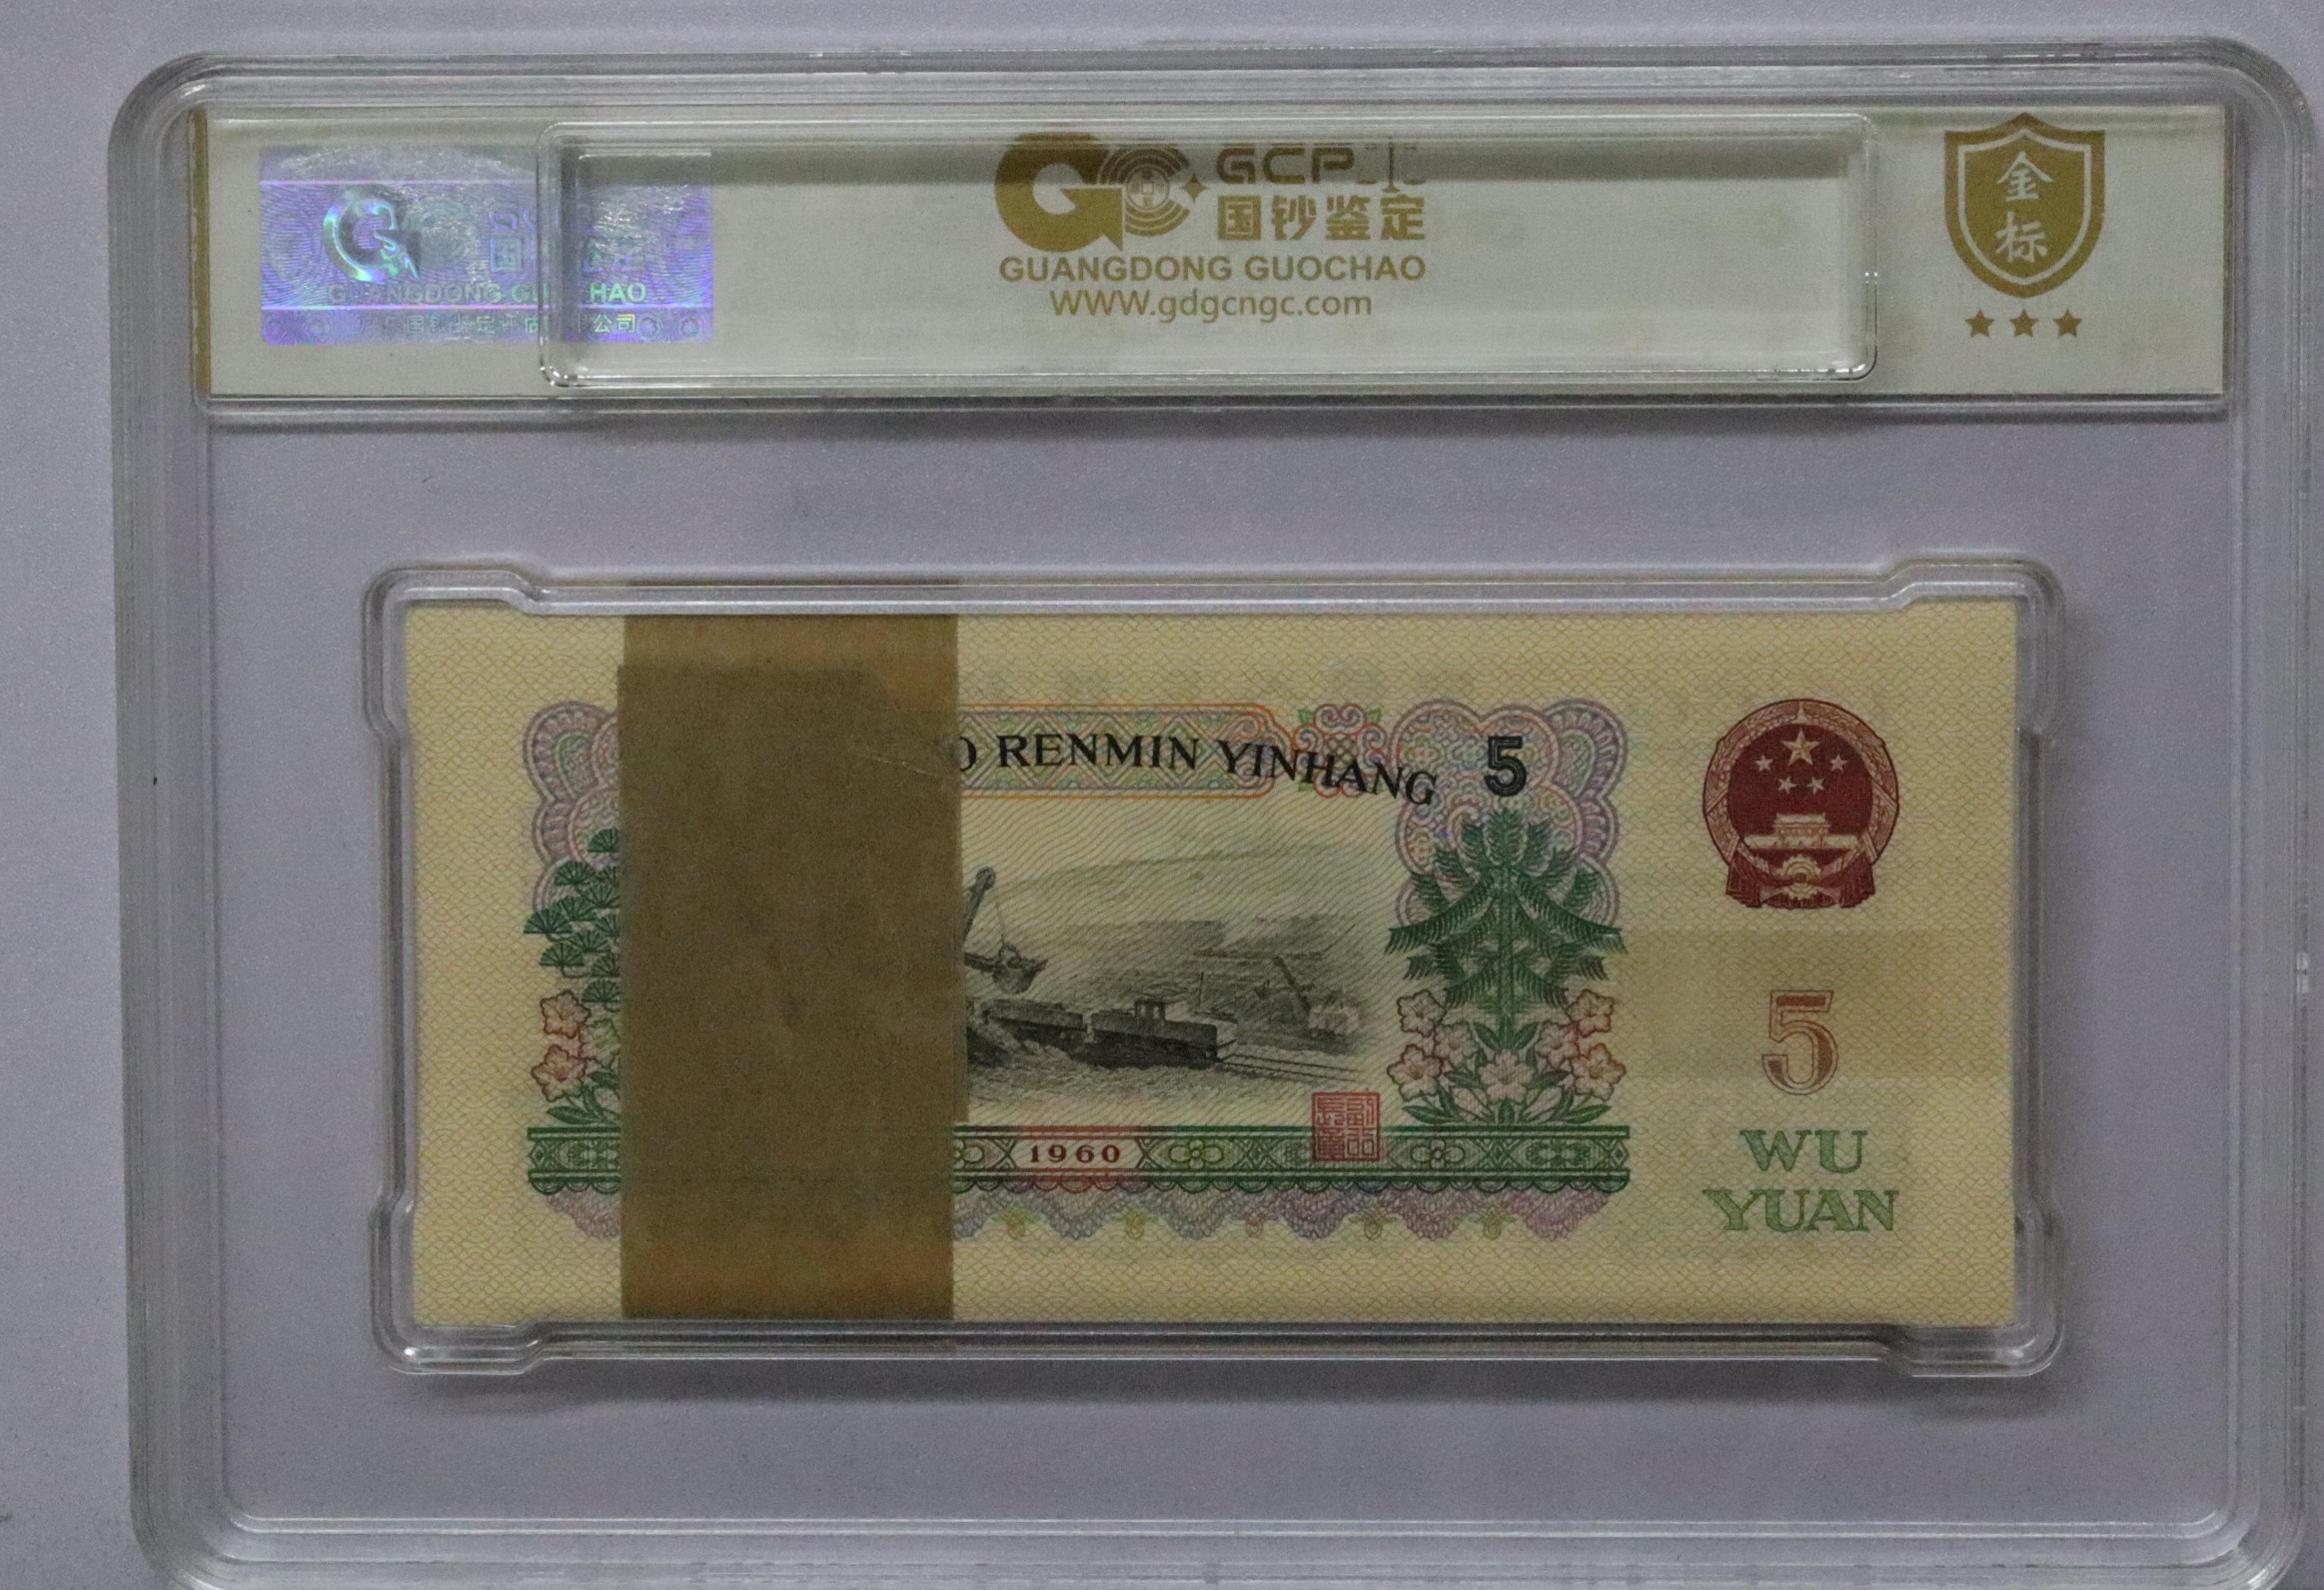 GCP
国钞鉴定
GUANGDONG GUOCHAO
WWW.gdgcngc.com
金
标
RENMIN YINHANG
5
1960
5
WU
YUAN